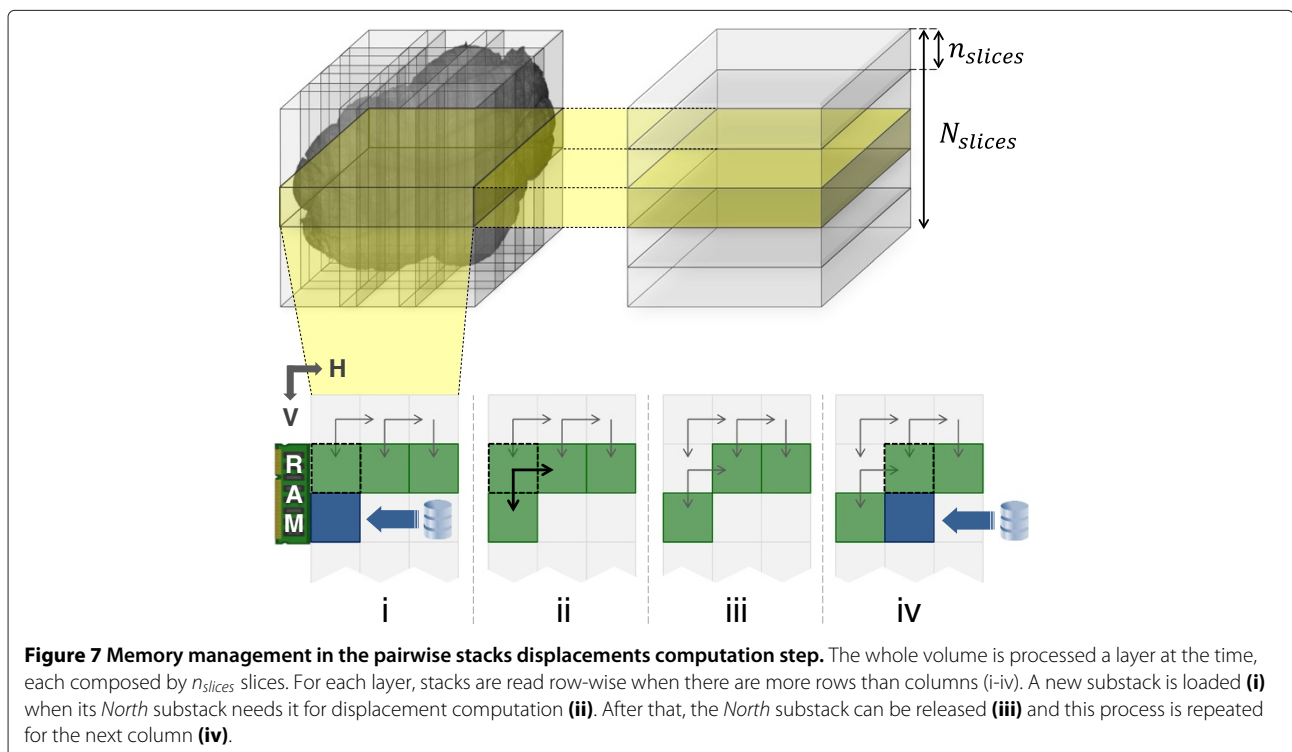 n_slices
N_slices
H
V
R
A
M
i
ii
iii
iv
Figure 7 Memory management in the pairwise stacks displacements computation step. The whole volume is processed a layer at the time,
each composed by n_slices slices. For each layer, stacks are read row-wise when there are more rows than columns (i-iv). A new substack is loaded (i)
when its North substack needs it for displacement computation (ii). After that, the North substack can be released (iii) and this process is repeated
for the next column (iv).